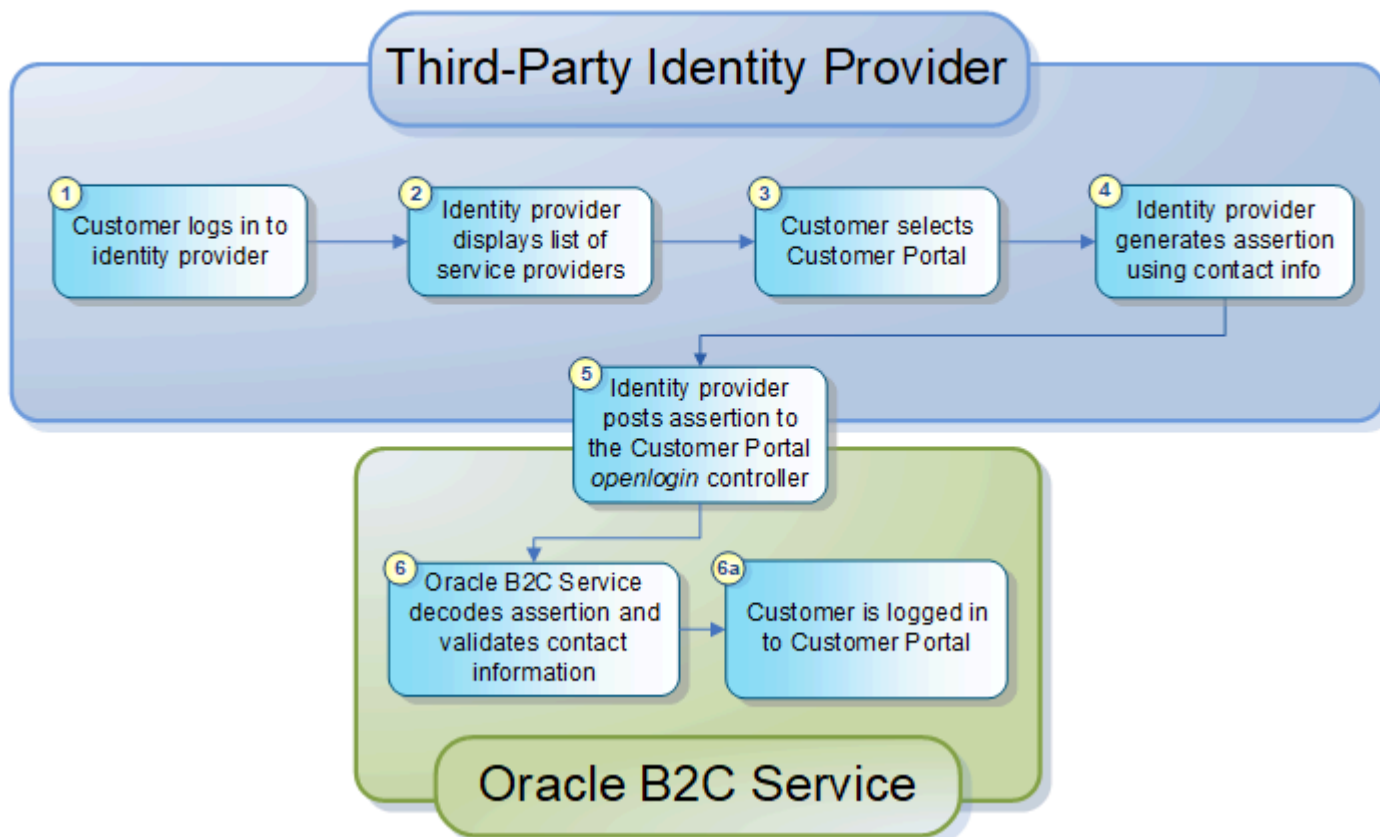 Third-Party Identity Provider
1
Customer logs in to
identity provider
2
Identity provider
displays list of
service providers
3
Customer selects
Customer Portal
4
Identity provider
generates assertion
using contact info
5
Identity provider
posts assertion to
the Customer Portal
openlogin controller
6
Oracle B2C Service
decodes assertion and
validates contact
information
6a
Customer is logged in
to Customer Portal
Oracle B2C Service